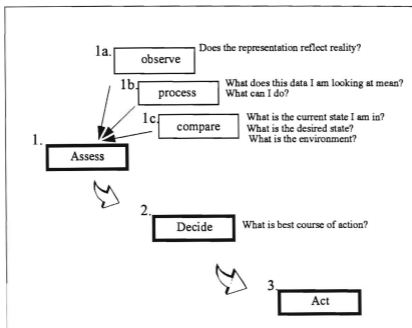 1a.
observe
Does the representation reflect reality?
1b.
process
What does this data I am looking at mean?
What can I do?
1c.
compare
What is the current state I am in?
What is the desired state?
What is the environment?
1.
Assess
2.
Decide
What is best course of action?
3.
Act